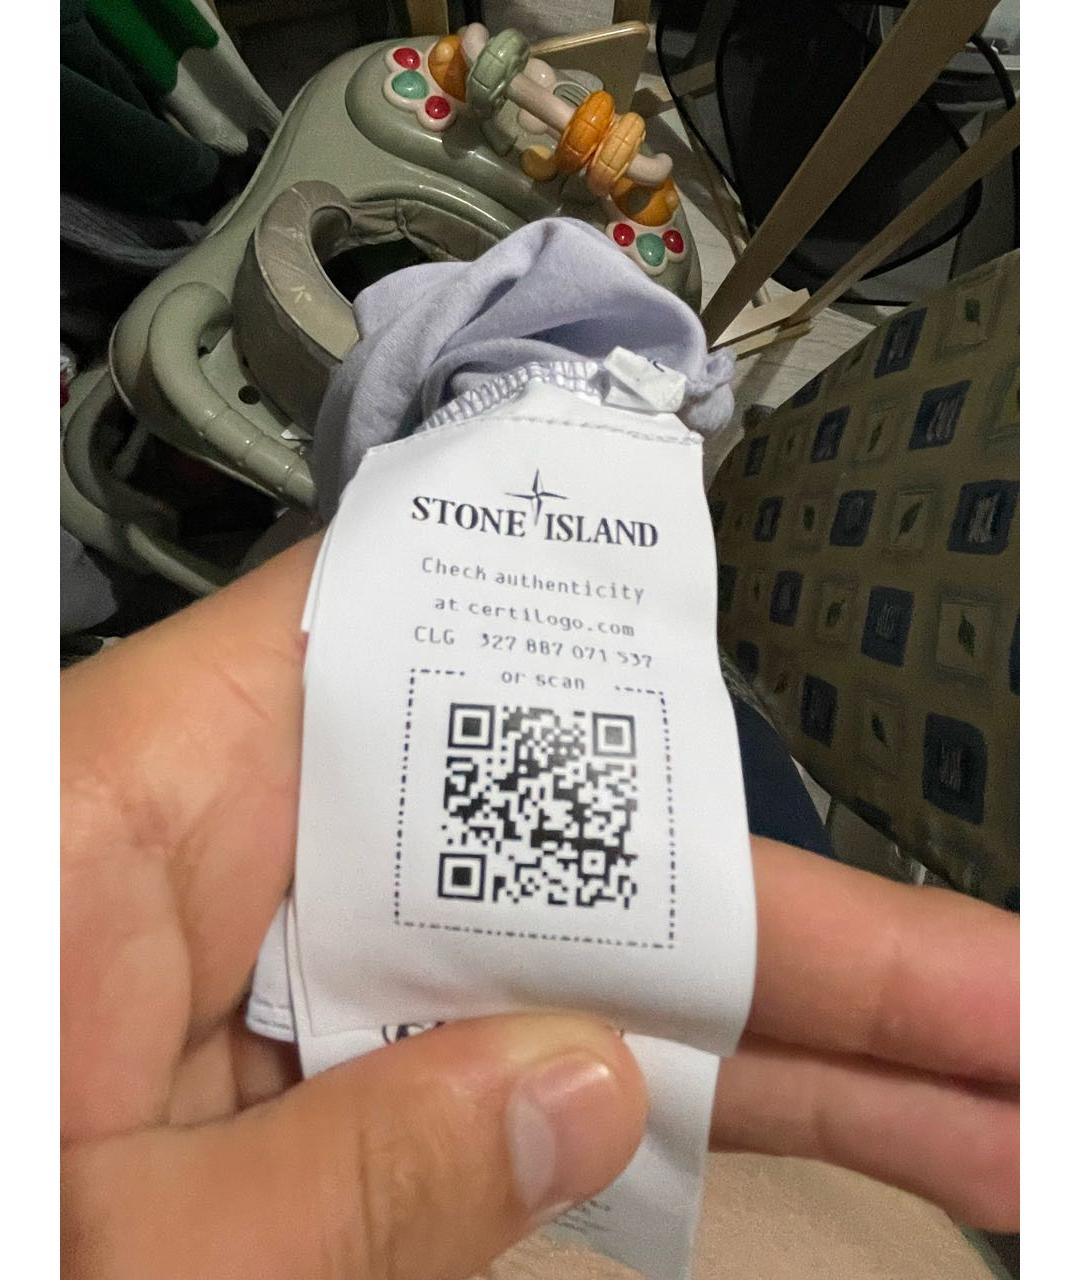 STONE ISLAND
Check authenticity
at certilogo.com
CLG 327 887 071 537
or scan